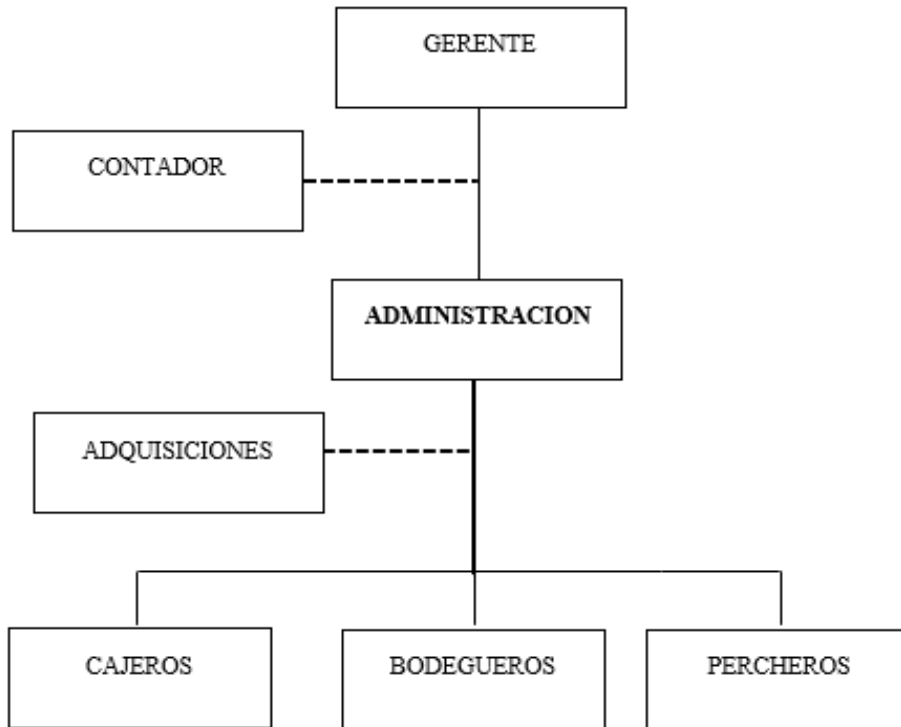 GERENTE
CONTADOR
ADMINISTRACION
ADQUISICIONES
CAJEROS
BODEGUEROS
PERCHEROS